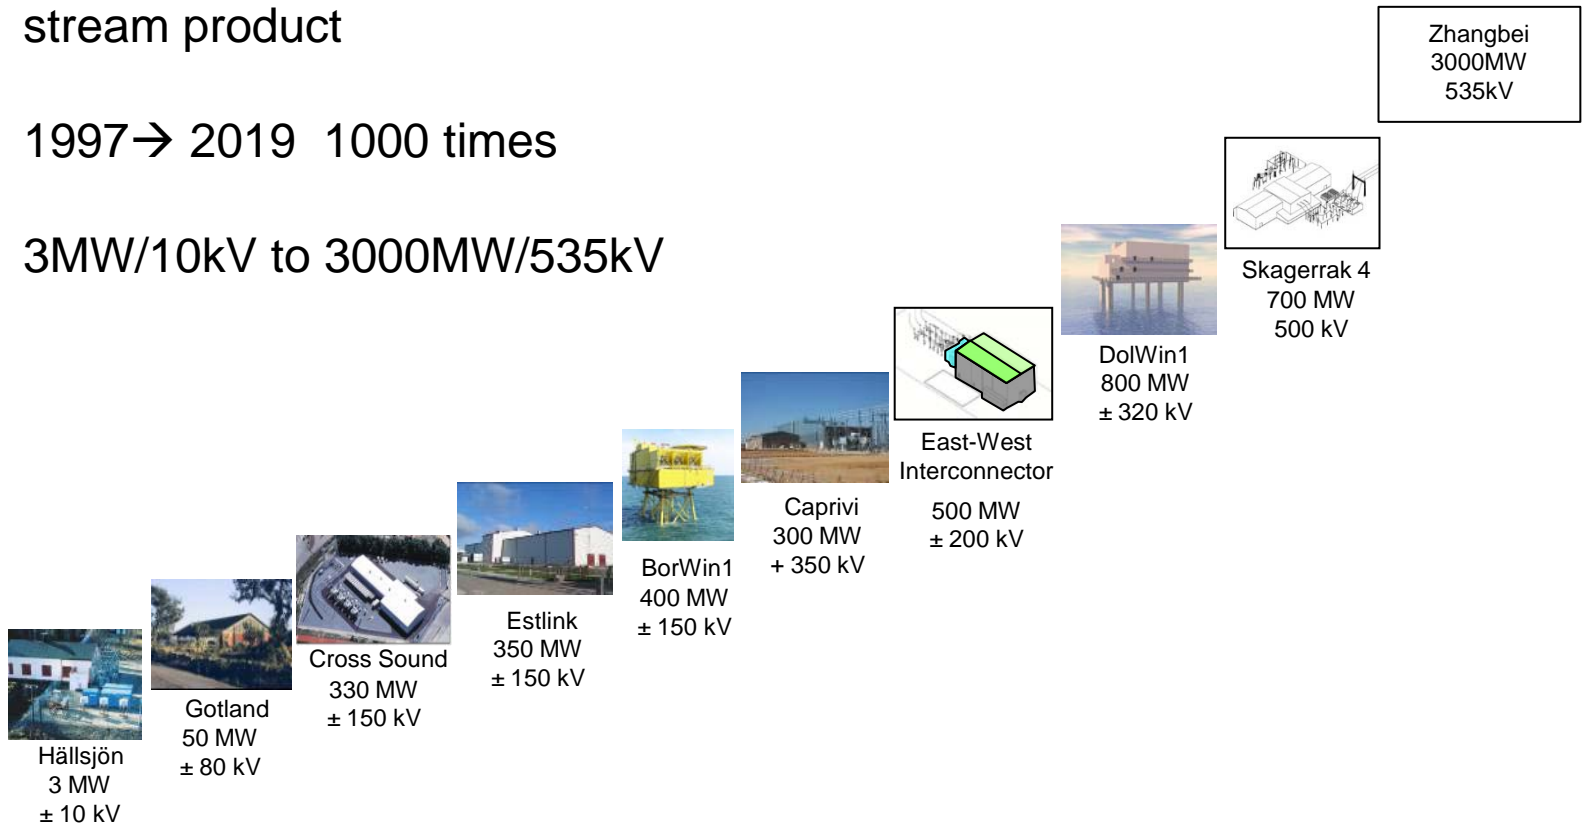 stream product
1997→ 2019 1000 times
3MW/10kV to 3000MW/535kV
Hällsjön
3 MW
± 10 kV
Gotland
50 MW
± 80 kV
Cross Sound
330 MW
± 150 kV
Estlink
350 MW
± 150 kV
BorWin1
400 MW
± 150 kV
Caprivi
300 MW
+ 350 kV
East-West
Interconnector
500 MW
± 200 kV
DolWin1
800 MW
± 320 kV
Skagerrak 4
700 MW
500 kV
Zhangbei
3000MW
535kV